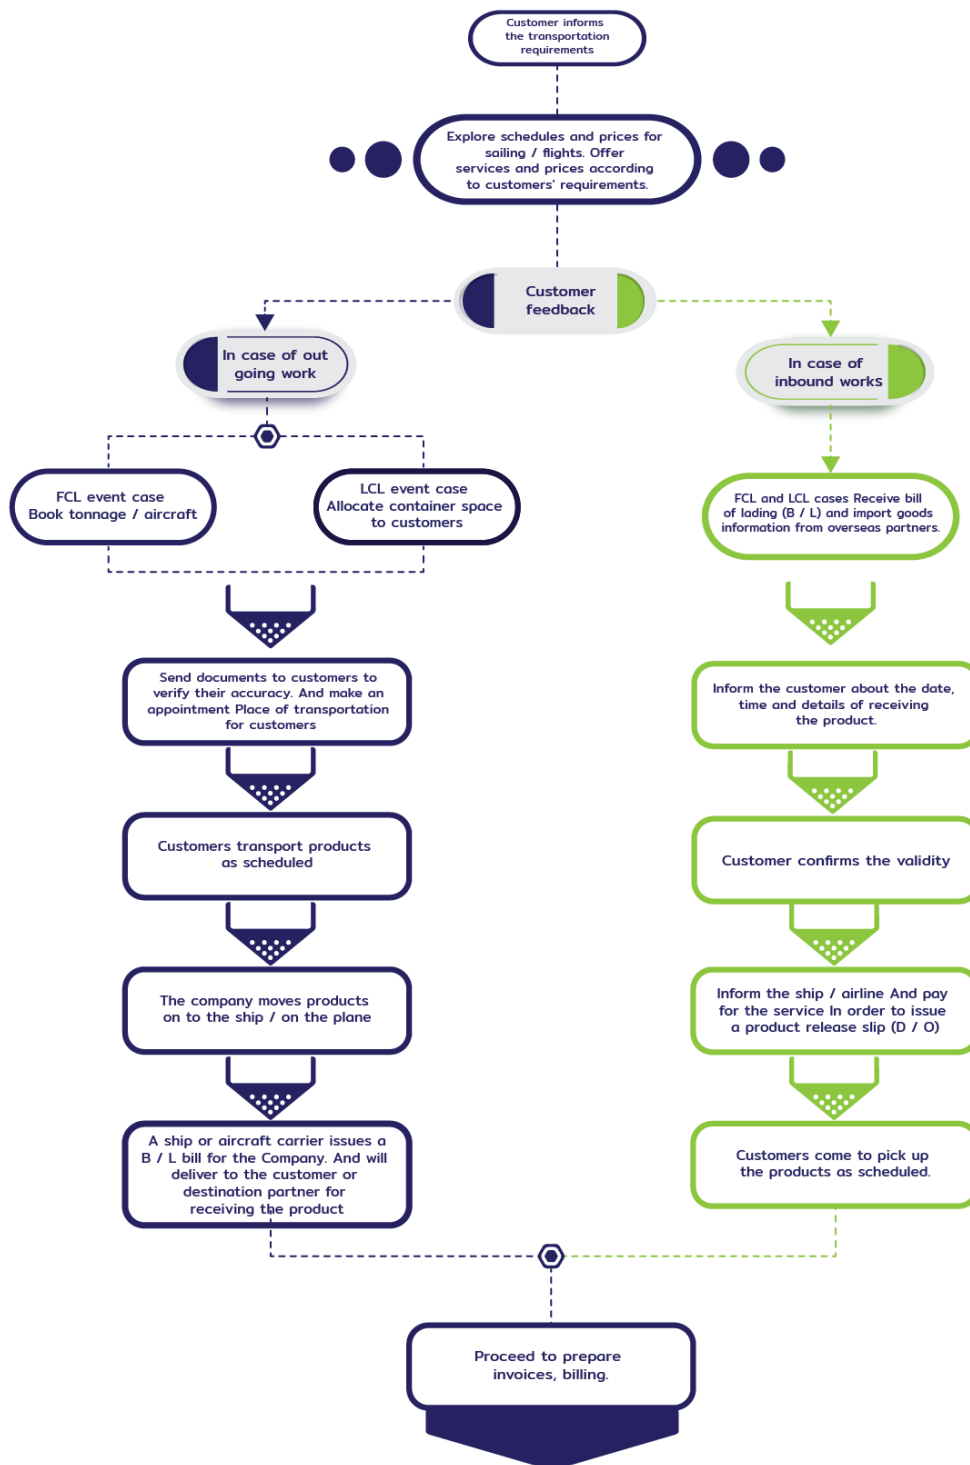 Customer informs
the transportation
requirements
Explore schedules and prices for
sailing / flights. Offer
services and prices according
to customers' requirements.
Customer
feedback
In case of out
going work
In case of
inbound works
FCL event case
Book tonnage / aircraft
LCL event case
Allocate container space
to customers
FCL and LCL cases Receive bill
of lading (B / L) and import goods
information from overseas partners.
Send documents to customers to
verify their accuracy. And make an
appointment Place of transportation
for customers
Inform the customer about the date,
time and details of receiving
the product.
Customers transport products
as scheduled
Customer confirms the validity
The company moves products
on to the ship / on the plane
Inform the ship / airline And pay
for the service In order to issue
a product release slip (D / O)
A ship or aircraft carrier issues a
B / L bill for the Company. And will
deliver to the customer or
destination partner for
receiving the product
Customers come to pick up
the products as scheduled.
Proceed to prepare
invoices, billing.